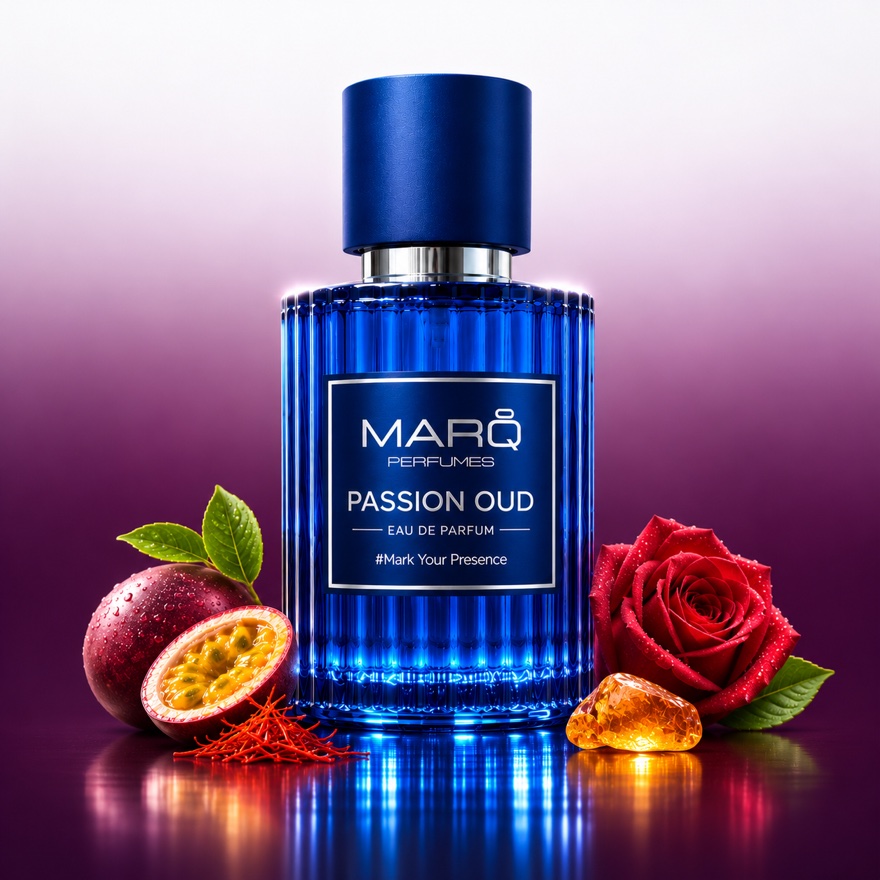 MARQ
PERFUMES
PASSION OUD
EAU DE PARFUM
#Mark Your Presence